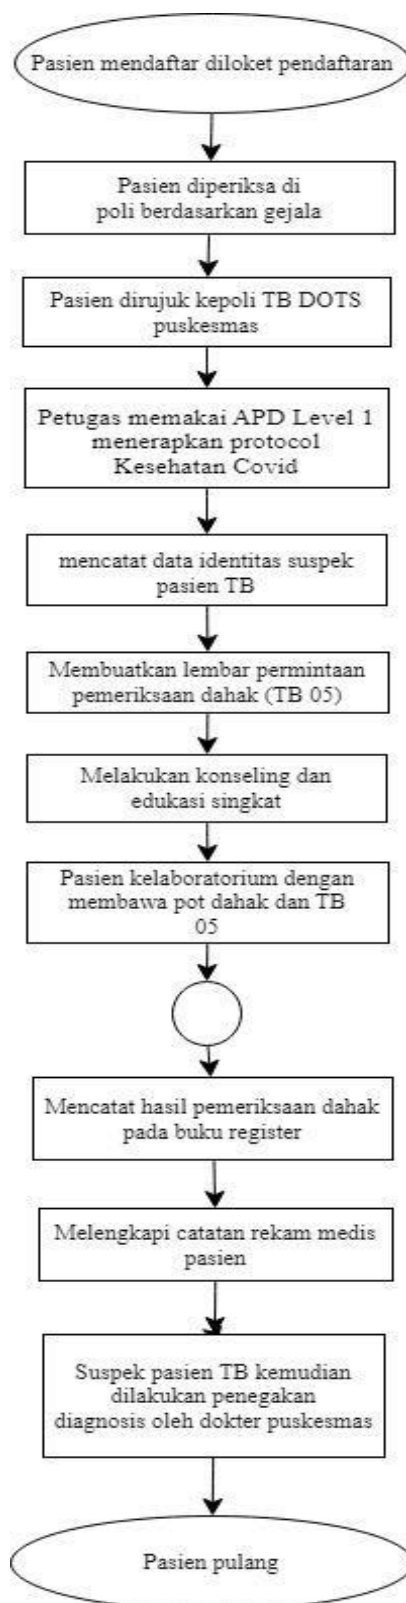 Pasien mendaftar diloket pendaftaran
Pasien diperiksa di
poli berdasarkan gejala
Pasien dirujuk kepoli TB DOTS
puskesmas
Petugas memakai APD Level 1
menerapkan protocol
Kesehatan Covid
mencatat data identitas suspek
pasien TB
Membuatkan lembar permintaan
pemeriksaan dahak (TB 05)
Melakukan konseling dan
edukasi singkat
Pasien kelaboratorium dengan
membawa pot dahak dan TB
05
Mencatat hasil pemeriksaan dahak
pada buku register
Melengkapi catatan rekam medis
pasien
Suspek pasien TB kemudian
dilakukan penegakan
diagnosis oleh dokter puskesmas
Pasien pulang